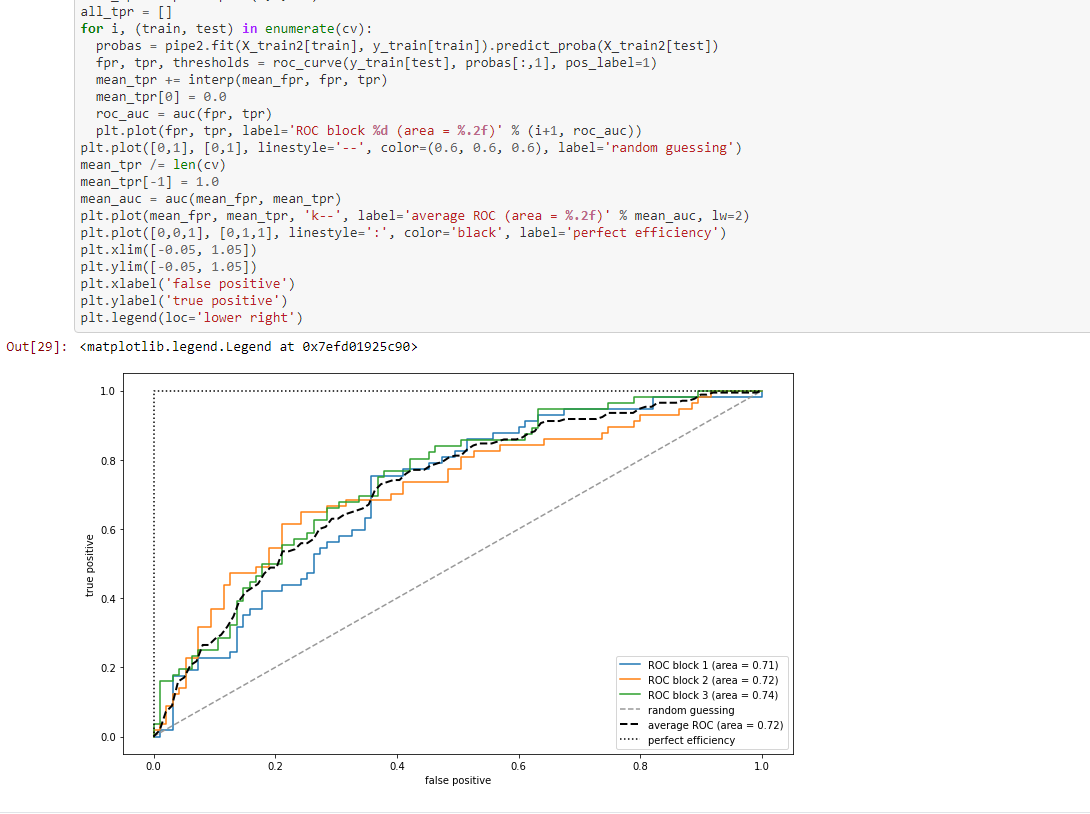 all_tpr = []
for i, (train, test) in enumerate(cv):
  probas = pipe2.fit(X_train2[train], y_train[train]).predict_proba(X_train2[test])
  fpr, tpr, thresholds = roc_curve(y_train[test], probas[:,1], pos_label=1)
  mean_tpr += interp(mean_fpr, fpr, tpr)
  mean_tpr[0] = 0.0
  roc_auc = auc(fpr, tpr)
  plt.plot(fpr, tpr, label='ROC block %d (area = %.2f)' % (i+1, roc_auc))
plt.plot([0,1], [0,1], linestyle='--', color=(0.6, 0.6, 0.6), label='random guessing')
mean_tpr /= len(cv)
mean_tpr[-1] = 1.0
mean_auc = auc(mean_fpr, mean_tpr)
plt.plot(mean_fpr, mean_tpr, 'k--', label='average ROC (area = %.2f)' % mean_auc, lw=2)
plt.plot([0,0,1], [0,1,1], linestyle=':', color='black', label='perfect efficiency')
plt.xlim([-0.05, 1.05])
plt.ylim([-0.05, 1.05])
plt.xlabel('false positive')
plt.ylabel('true positive')
plt.legend(loc='lower right')
Out[29]: <matplotlib.legend.Legend at 0x7efd01925c90>
1.0
0.8
0.6
0.4
0.2
0.0
true positive
ROC block 1 (area = 0.71)
ROC block 2 (area = 0.72)
ROC block 3 (area = 0.74)
random guessing
average ROC (area = 0.72)
perfect efficiency
0.0 0.2 0.4 0.6 0.8 1.0
false positive